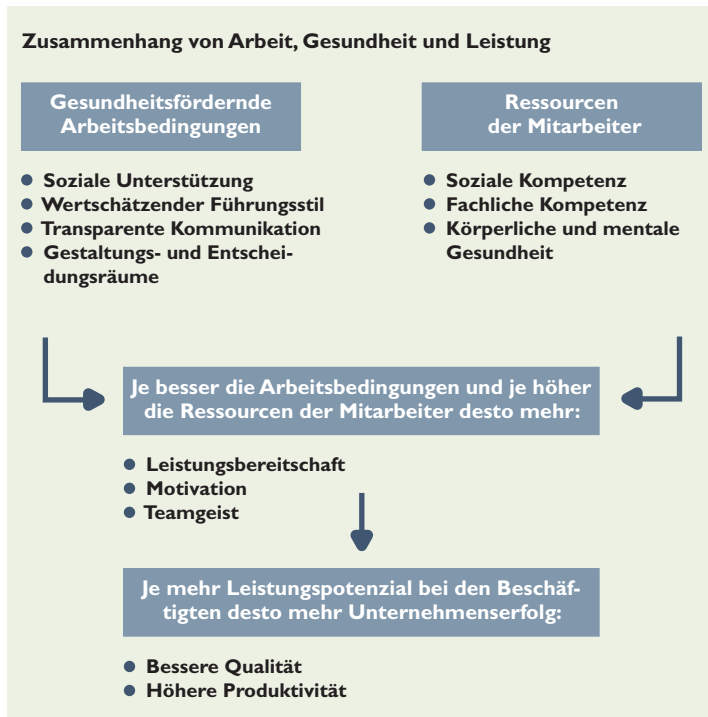 Zusammenhang von Arbeit, Gesundheit und Leistung
Gesundheitsfördernde
Arbeitsbedingungen
Soziale Unterstützung
Wertschätzender Führungsstil
Transparente Kommunikation
Gestaltungs- und Entschei-
dungsräume
Ressourcen
der Mitarbeiter
Soziale Kompetenz
Fachliche Kompetenz
Körperliche und mentale
Gesundheit
Je besser die Arbeitsbedingungen und je höher
die Ressourcen der Mitarbeiter desto mehr:
Leistungsbereitschaft
Motivation
Teamgeist
Je mehr Leistungspotenzial bei den Beschäf-
tigten desto mehr Unternehmenserfolg:
Bessere Qualität
Höhere Produktivität